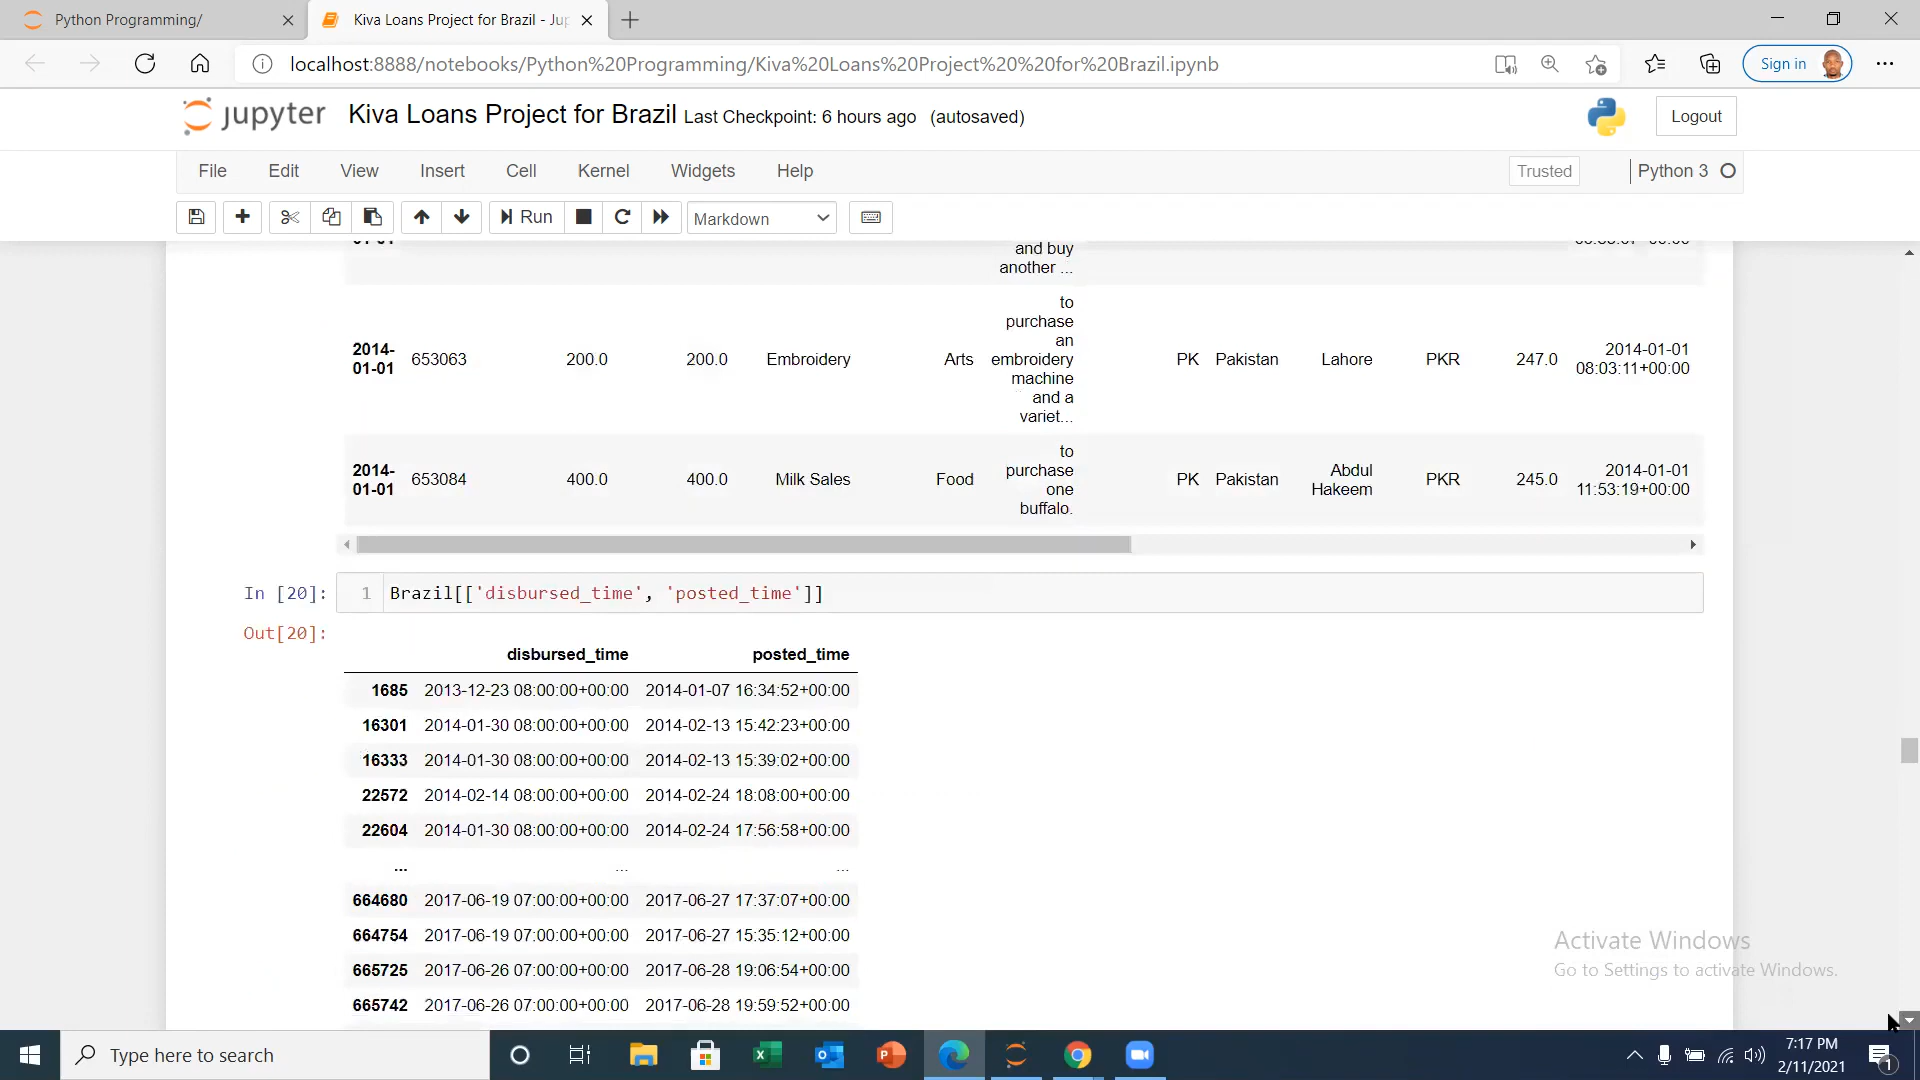 Python Programming/
Kiva Loans Project for Brazil - Jup
localhost:8888/notebooks/Python%20Programming/Kiva%20Loans%20Project%20%20for%20Brazil.ipynb
Sign in
jupyter Kiva Loans Project for Brazil Last Checkpoint: 6 hours ago (autosaved)
Logout
File Edit View Insert Cell Kernel Widgets Help
Trusted
Python 3
Run
Markdown
and buy
another ...
to
purchase
an
2014-
01-01 653063 200.0 200.0 Embroidery Arts embroidery PK Pakistan Lahore PKR 247.0 2014-01-01
08:03:11+00:00
machine
and a
variet...
to
purchase
one
buffalo.
2014-
01-01 653084 400.0 400.0 Milk Sales Food PK Pakistan Abdul
Hakeem PKR 245.0 2014-01-01
11:53:19+00:00
In [20]: 1 Brazil[['disbursed_time', 'posted_time']]
Out[20]:
disbursed_time posted_time
1685 2013-12-23 08:00:00+00:00 2014-01-07 16:34:52+00:00
16301 2014-01-30 08:00:00+00:00 2014-02-13 15:42:23+00:00
16333 2014-01-30 08:00:00+00:00 2014-02-13 15:39:02+00:00
22572 2014-02-14 08:00:00+00:00 2014-02-24 18:08:00+00:00
22604 2014-01-30 08:00:00+00:00 2014-02-24 17:56:58+00:00
... ... ...
664680 2017-06-19 07:00:00+00:00 2017-06-27 17:37:07+00:00
664754 2017-06-19 07:00:00+00:00 2017-06-27 15:35:12+00:00
665725 2017-06-26 07:00:00+00:00 2017-06-28 19:06:54+00:00
665742 2017-06-26 07:00:00+00:00 2017-06-28 19:59:52+00:00
Activate Windows
Go to Settings to activate Windows.
Type here to search
7:17 PM
2/11/2021
1